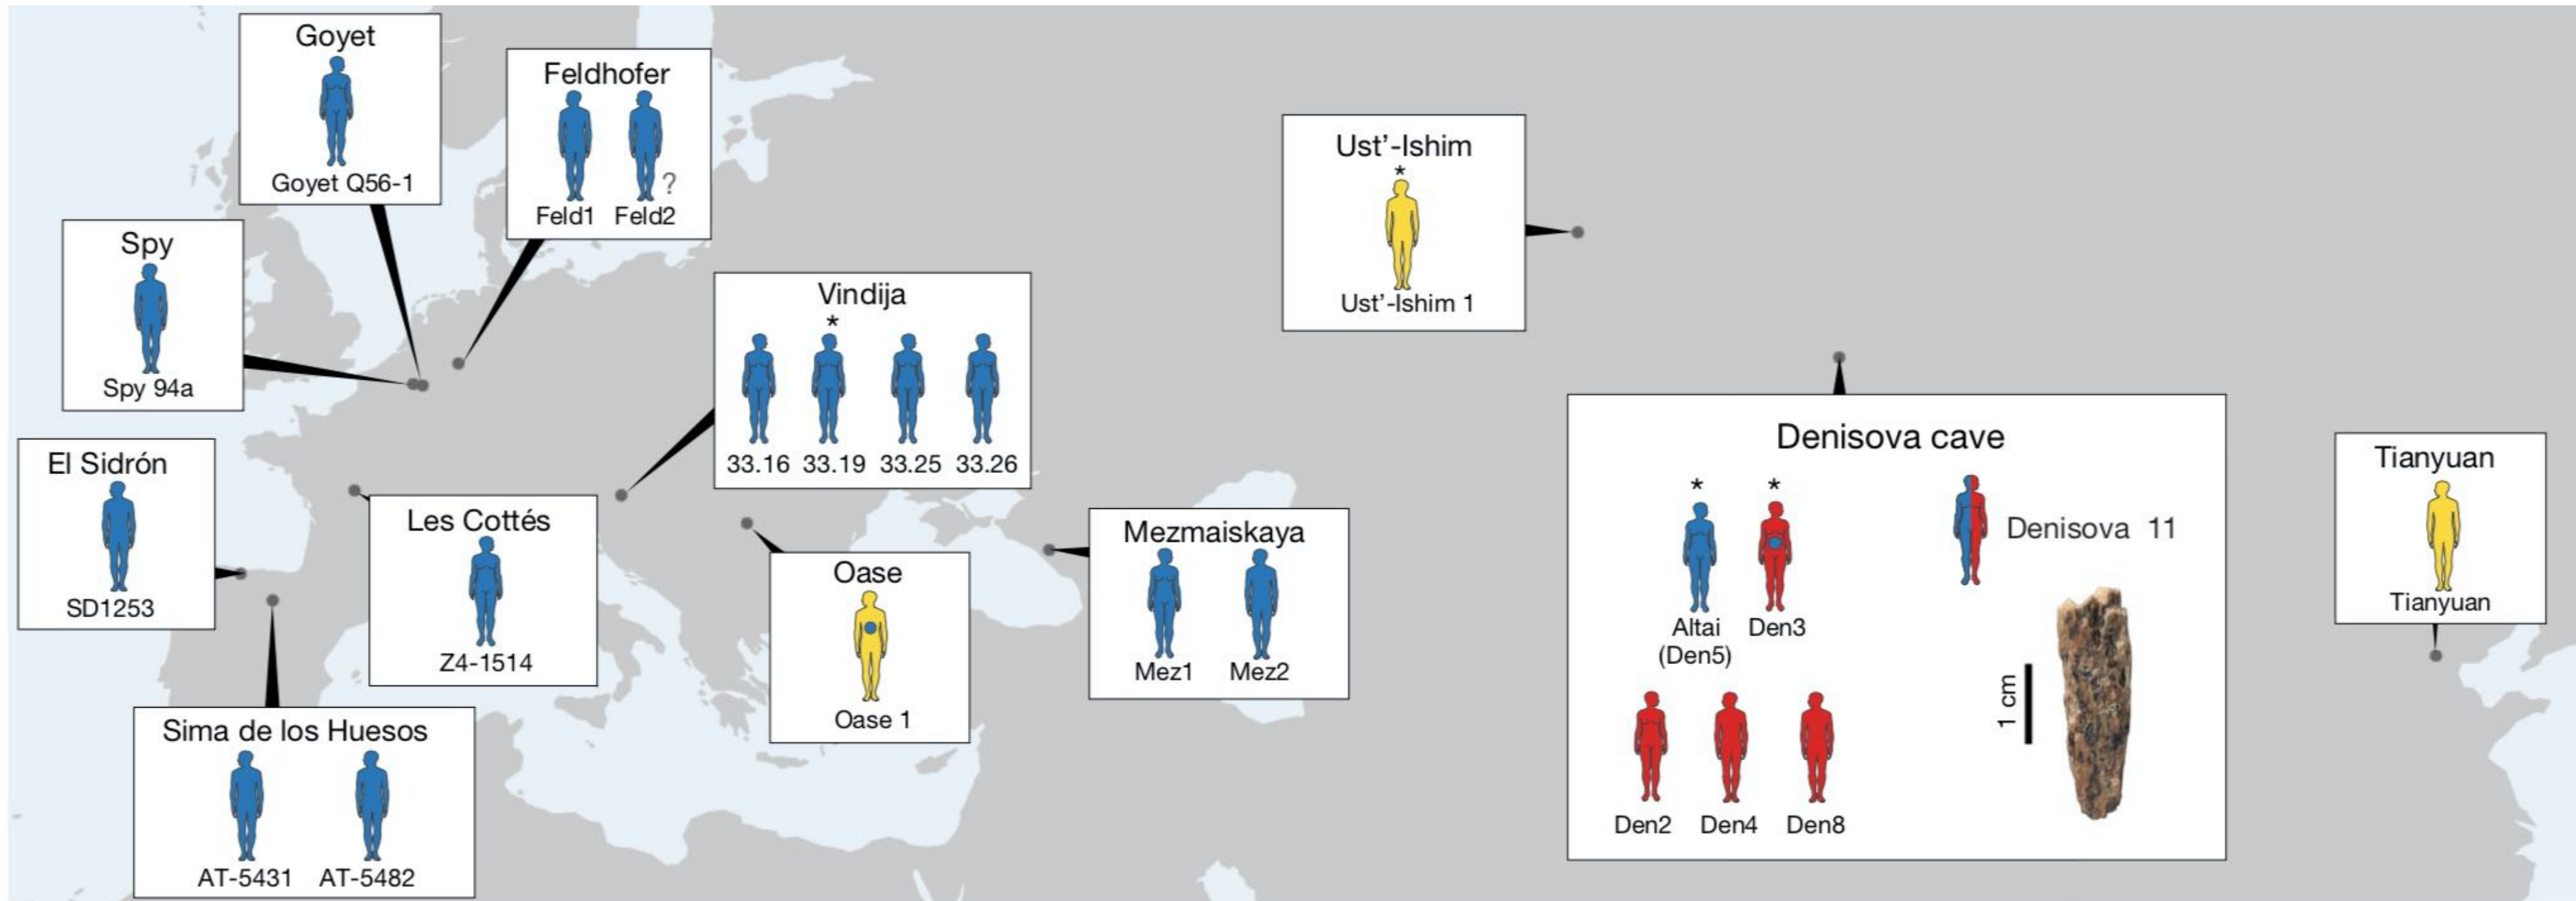 Goyet
Goyet Q56-1
Feldhofer
?
Feld1 Feld2
Spy
Spy 94a
Ust’-Ishim
*
Ust’-Ishim 1
Vindija
*
33.16 33.19 33.25 33.26
El Sidrón
SD1253
Les Cottés
Z4-1514
Oase
Oase 1
Mezmaiskaya
Mez1 Mez2
Sima de los Huesos
AT-5431 AT-5482
Denisova cave
* *
Altai Den3
(Den5)
Denisova 11
Den2 Den4 Den8
1 cm
Tianyuan
Tianyuan